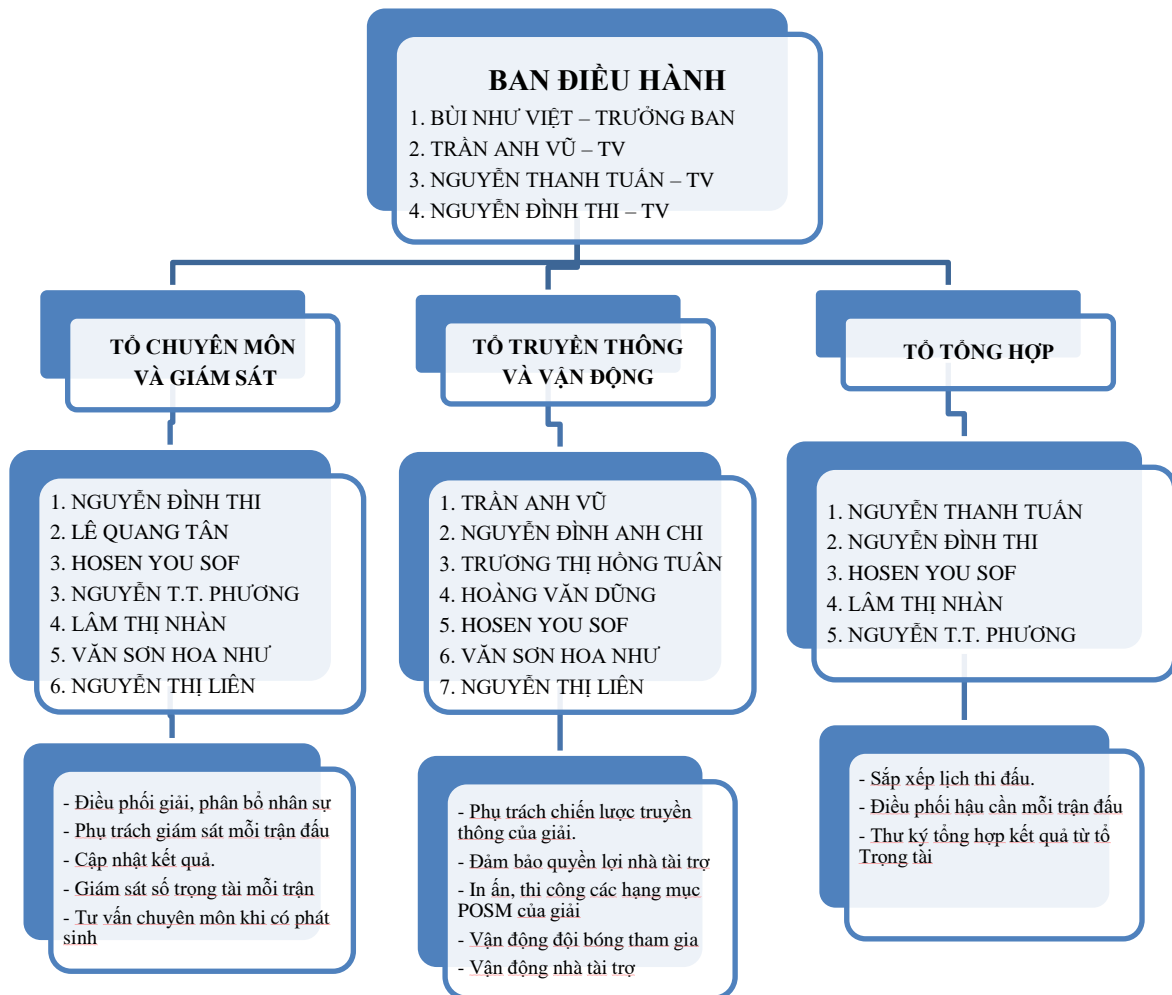 BAN ĐIỀU HÀNH
1. BÙI NHƯ VIỆT – TRƯỞNG BAN
2. TRẦN ANH VŨ – TV
3. NGUYỄN THANH TUẤN – TV
4. NGUYỄN ĐÌNH THI – TV
TỔ CHUYÊN MÔN
VÀ GIÁM SÁT
1. NGUYỄN ĐÌNH THI
2. LÊ QUANG TÂN
3. HOSEN YOU SOF
3. NGUYỄN T.T. PHƯƠNG
4. LÂM THỊ NHÀN
5. VĂN SƠN HOA NHƯ
6. NGUYỄN THỊ LIÊN
- Điều phối giải, phân bổ nhân sự
- Phụ trách giám sát mỗi trận đấu
- Cập nhật kết quả.
- Giám sát số trọng tài mỗi trận
- Tư vấn chuyên môn khi có phát
sinh
TỔ TRUYỀN THÔNG
VÀ VẬN ĐỘNG
1. TRẦN ANH VŨ
2. NGUYỄN ĐÌNH ANH CHI
3. TRƯƠNG THỊ HỒNG TUÂN
4. HOÀNG VĂN DŨNG
5. HOSEN YOU SOF
6. VĂN SƠN HOA NHƯ
7. NGUYỄN THỊ LIÊN
- Phụ trách chiến lược truyền
thông của giải.
- Đảm bảo quyền lợi nhà tài trợ
- In ấn, thi công các hạng mục
POSM của giải
- Vận động đội bóng tham gia
- Vận động nhà tài trợ
TỔ TỔNG HỢP
1. NGUYỄN THANH TUẤN
2. NGUYỄN ĐÌNH THI
3. HOSEN YOU SOF
4. LÂM THỊ NHÀN
5. NGUYỄN T.T. PHƯƠNG
- Sắp xếp lịch thi đấu.
- Điều phối hậu cần mỗi trận đấu
- Thư ký tổng hợp kết quả từ tổ
Trọng tài